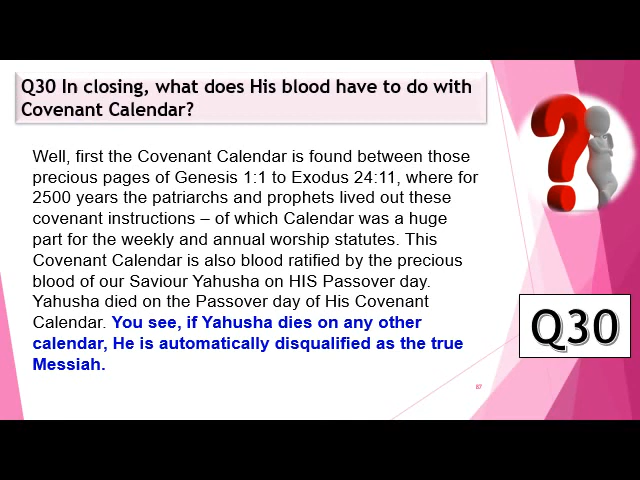 Q30 In closing, what does His blood have to do with
Covenant Calendar?
Well, first the Covenant Calendar is found between those
precious pages of Genesis 1:1 to Exodus 24:11, where for
2500 years the patriarchs and prophets lived out these
covenant instructions – of which Calendar was a huge
part for the weekly and annual worship statutes. This
Covenant Calendar is also blood ratified by the precious
blood of our Saviour Yahusha on HIS Passover day.
Yahusha died on the Passover day of His Covenant
Calendar. You see, if Yahusha dies on any other
calendar, He is automatically disqualified as the true
Messiah.
?
Q30
87